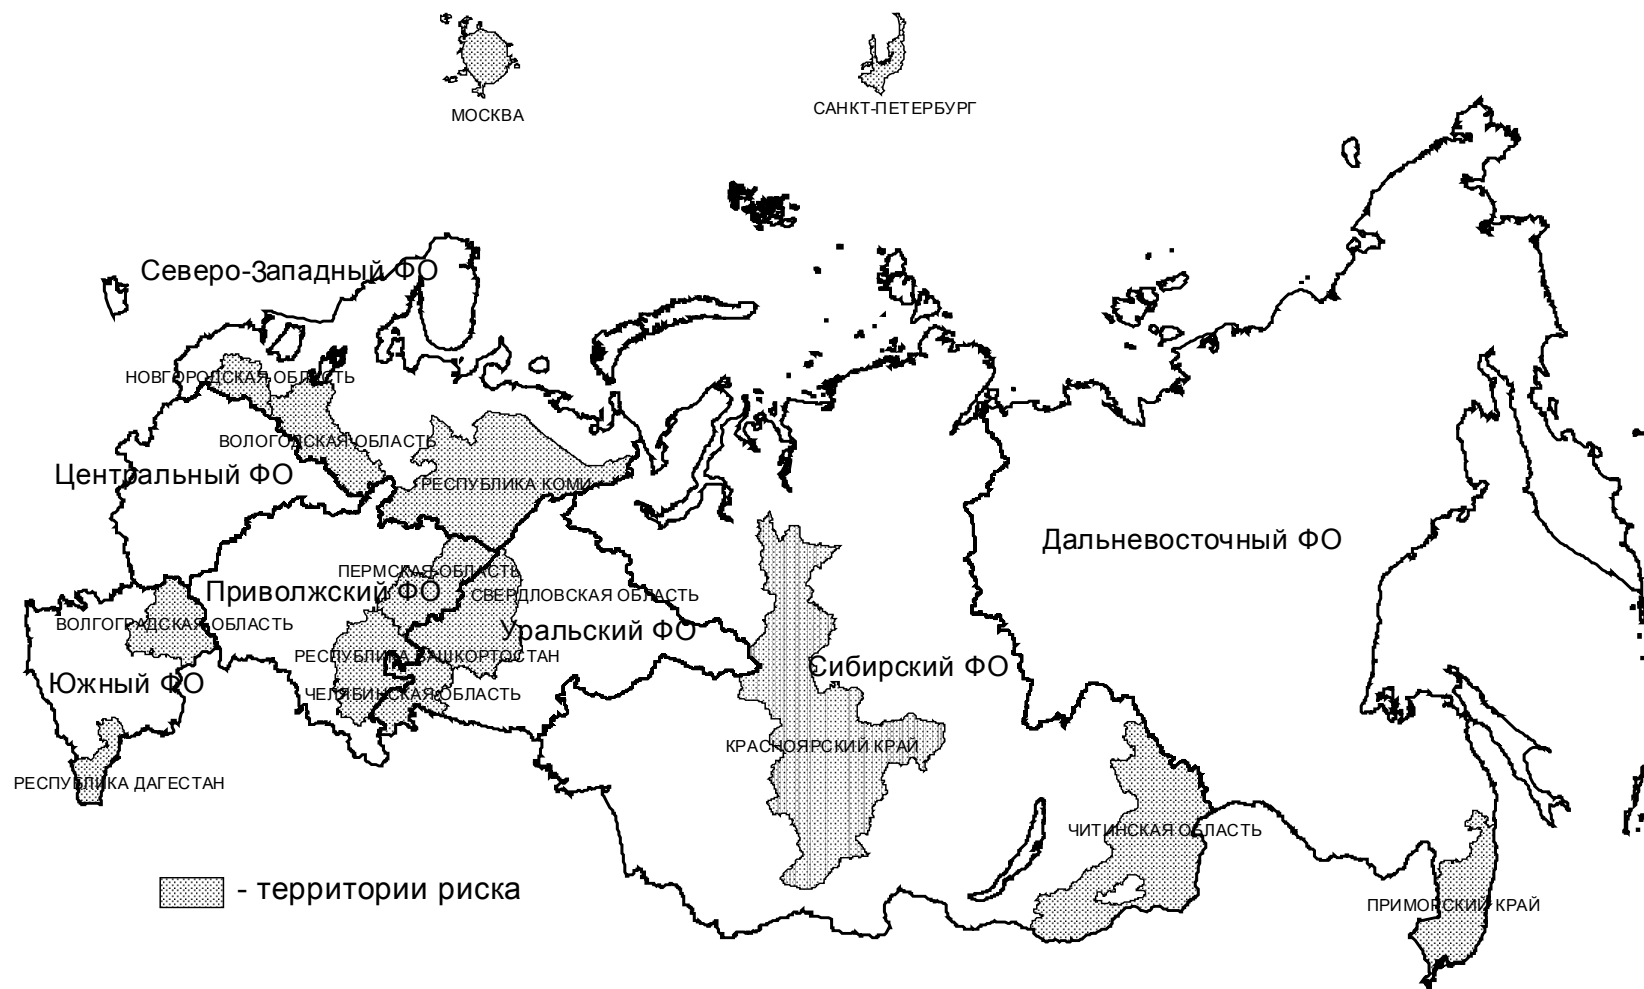 МОСКВА
САНКТ-ПЕТЕРБУРГ
Северо-Западный ФО
НОВГОРОДСКАЯ ОБЛАСТЬ
ВОЛОГОДСКАЯ ОБЛАСТЬ
Центральный ФО
РЕСПУБЛИКА КОМИ
Дальневосточный ФО
ПЕРМСКАЯ ОБЛАСТЬ
Приволжский ФО
СВЕРДЛОВСКАЯ ОБЛАСТЬ
ВОЛГОГРАДСКАЯ ОБЛАСТЬ
Уральский ФО
РЕСПУБЛИКА БАШКОРТОСТАН
Сибирский ФО
Южный ФО
ЧЕЛЯБИНСКАЯ ОБЛАСТЬ
КРАСНОЯРСКИЙ КРАЙ
РЕСПУБЛИКА ДАГЕСТАН
ЧИТИНСКАЯ ОБЛАСТЬ
- территории риска
ПРИМОРСКИЙ КРАЙ